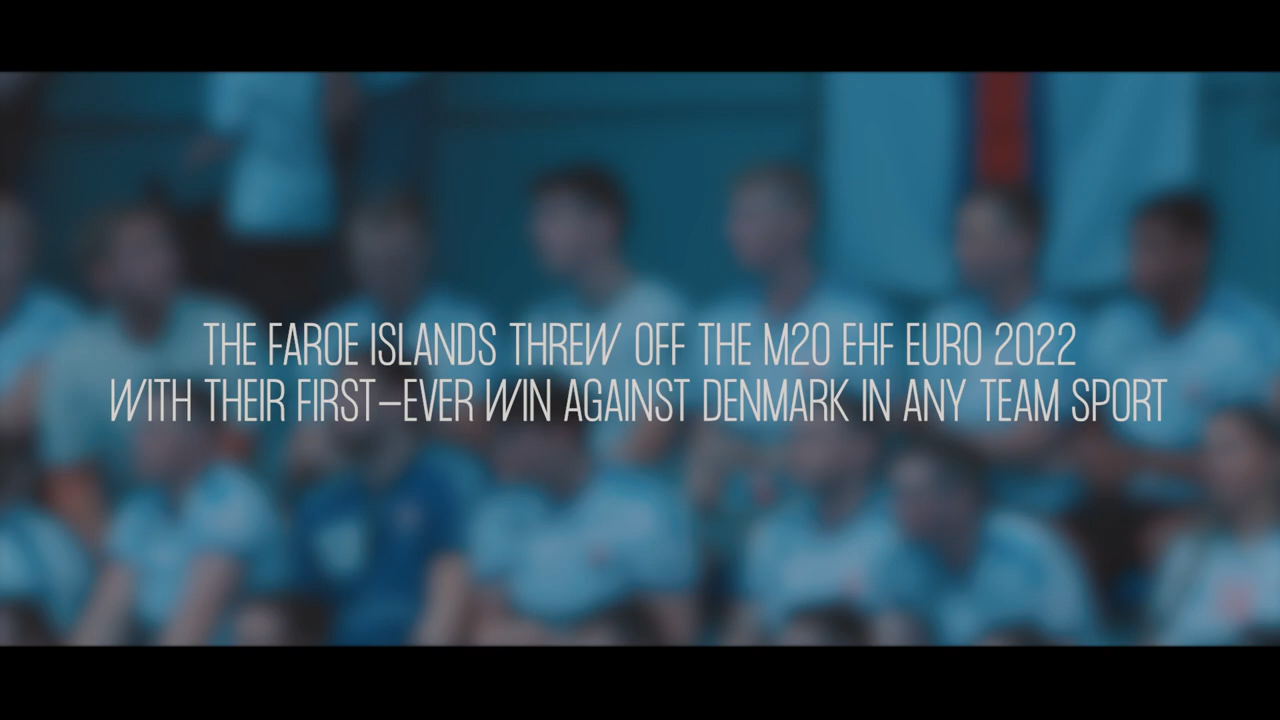 THE FAROE ISLANDS THREW OFF THE M20 EHF EURO 2022
WITH THEIR FIRST-EVER WIN AGAINST DENMARK IN ANY TEAM SPORT